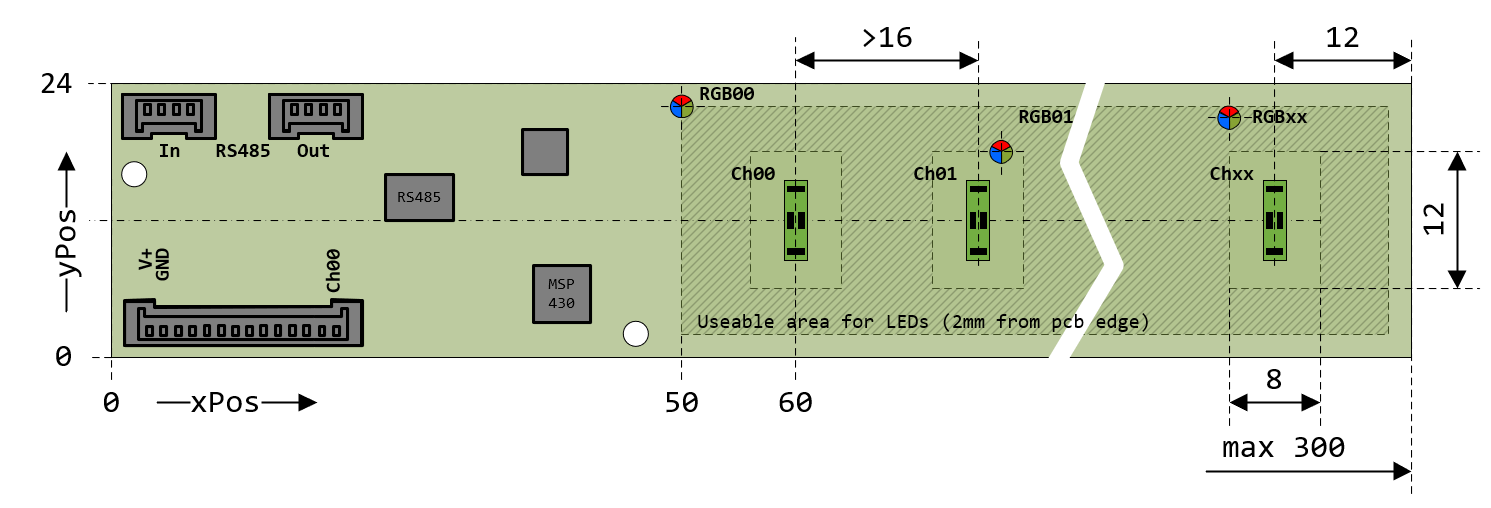 >16
12
24
RGB00
RGB01
RGBxx
In RS485 Out
Ch00
Ch01
Chxx
RS485
yPos
12
V+
GND
Ch00
MSP
430
Useable area for LEDs (2mm from pcb edge)
0
8
0
xPos
50
60
max 300